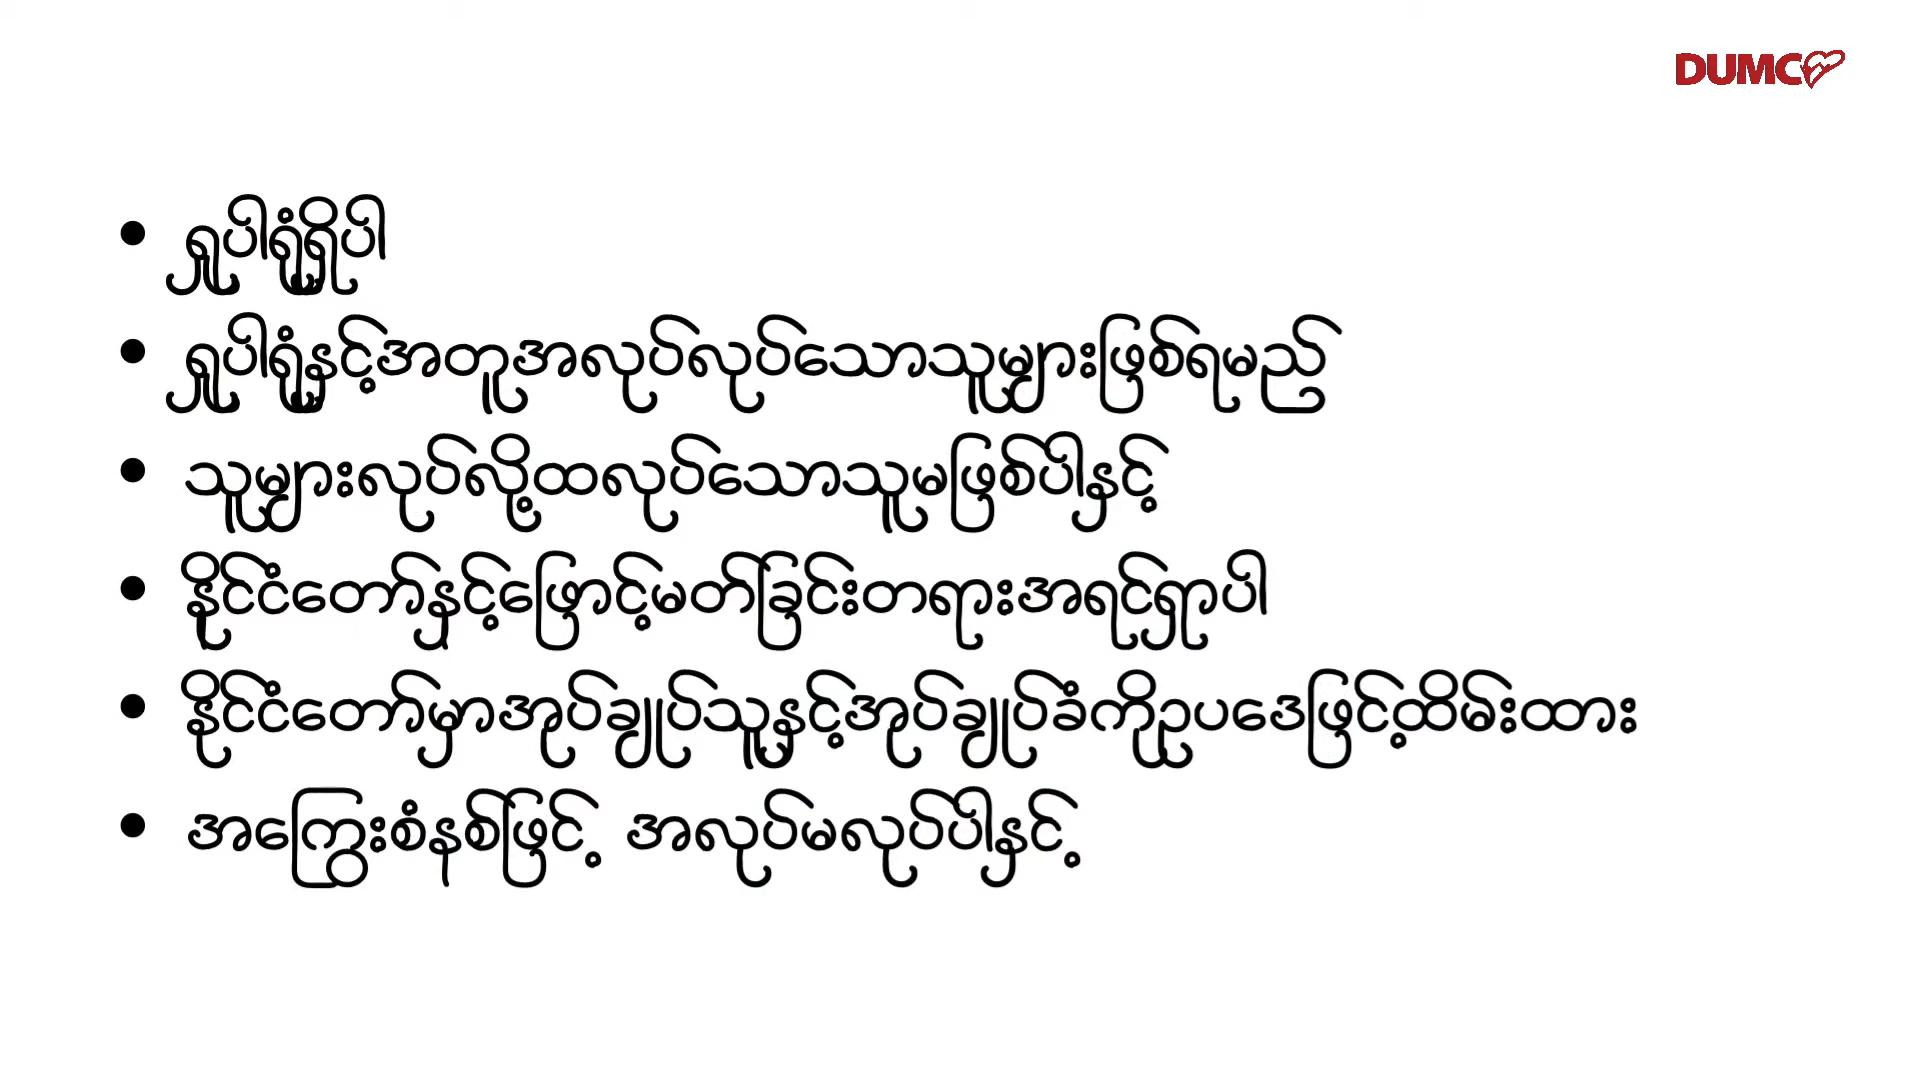 DUMC
• ရှုပါရုံရှိပါ
• ရှုပါရုံနှင့်အတူအလုပ်လုပ်သောသူများဖြစ်ရမည်
• သူများလုပ်လို့ထလုပ်သောသူမဖြစ်ပါနှင့်
• နိုင်ငံတော်နှင့်ဖြောင့်မတ်ခြင်းတရားအရင်ရှာပါ
• နိုင်ငံတော်မှာအုပ်ချုပ်သူနှင့်အုပ်ချုပ်ခံကိုဥပဒေဖြင့်ထိမ်းထား
• အကြွေးစံနစ်ဖြင့် အလုပ်မလုပ်ပါနှင့်